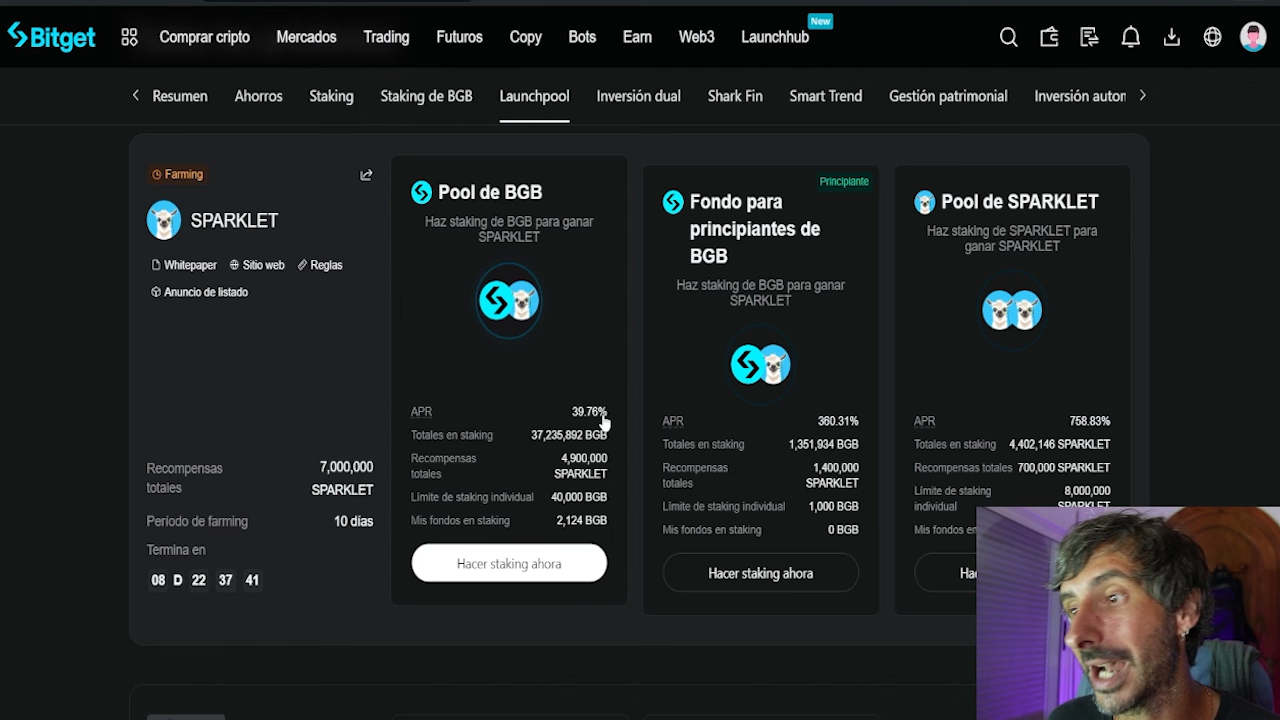 Bitget
Comprar cripto
Mercados
Trading
Futuros
Copy
Bots
Earn
Web3
Launchhub
New
Resumen
Ahorros
Staking
Staking de BGB
Launchpool
Inversión dual
Shark Fin
Smart Trend
Gestión patrimonial
Inversión auton
Farming
SPARKLET
Whitepaper
Sitio web
Reglas
Anuncio de listado
Recompensas
totales
7,000,000
SPARKLET
Período de farming
10 días
Termina en
08 D 22 37 41
Pool de BGB
Haz staking de BGB para ganar
SPARKLET
APR
39.76%
Totales en staking
37,235,892 BGB
Recompensas
totales
4,900,000
SPARKLET
Límite de staking individual
40,000 BGB
Mis fondos en staking
2,124 BGB
Hacer staking ahora
Principiante
Fondo para
principiantes de
BGB
Haz staking de BGB para ganar
SPARKLET
APR
360.31%
Totales en staking
1,351,934 BGB
Recompensas
totales
1,400,000
SPARKLET
Límite de staking individual
1,000 BGB
Mis fondos en staking
0 BGB
Hacer staking ahora
Pool de SPARKLET
Haz staking de SPARKLET para
ganar SPARKLET
APR
758.83%
Totales en staking
4,402,146 SPARKLET
Recompensas totales
700,000 SPARKLET
Límite de staking
individual
8,000,000
SPARKLET
Mis fondos en
Hac